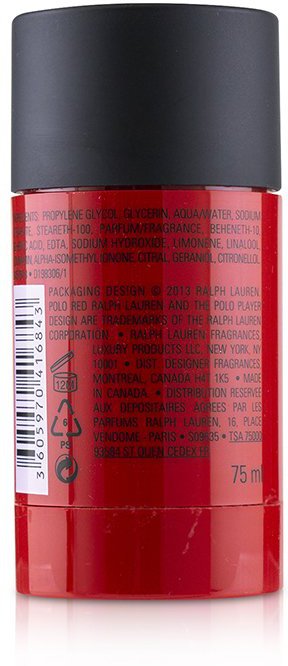 INGREDIENTS: PROPYLENE GLYCOL, GLYCERIN, AQUA/WATER, SODIUM
STEARETH-100, PARFUM/FRAGRANCE, BEHENETH-10,
ACID, EDTA, SODIUM HYDROXIDE, LIMONENE, LINALOOL,
ALPHA-ISOMETHYL IONONE, CITRAL, GERANIOL, CITRONELLOL.
• 0198306/1
PACKAGING DESIGN © 2013 RALPH LAUREN.
POLO RED RALPH LAUREN AND THE POLO PLAYER
DESIGN ARE TRADEMARKS OF THE RALPH LAUREN
CORPORATION • RALPH LAUREN FRAGRANCES,
LUXURY PRODUCTS LLC, NEW YORK, NY
10001 • DIST. DESIGNER FRAGRANCES
MONTREAL, CANADA H4T 1K5 • MADE
IN CANADA. • DISTRIBUTION RESERVEE
AUX DEPOSITAIRES AGREES PAR LES
PARFUMS RALPH LAUREN, 16, PLACE
VENDOME PARIS • TSA 75000
93584 ST OUEN CEDEX FR
12M
6
PS
75 ml
3605970416843